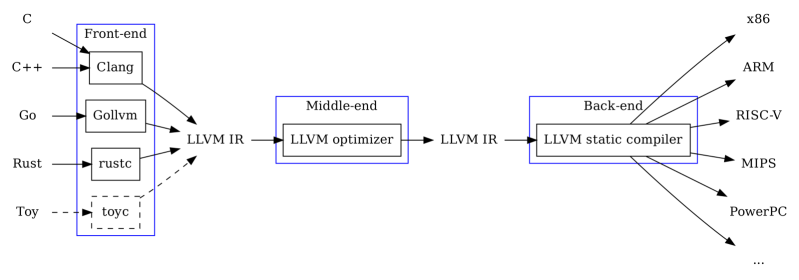 C
C++
Go
Rust
Toy
Front-end
Clang
Gollvm
rustc
toyc
LLVM IR
Middle-end
LLVM optimizer
LLVM IR
Back-end
LLVM static compiler
x86
ARM
RISC-V
MIPS
PowerPC
...